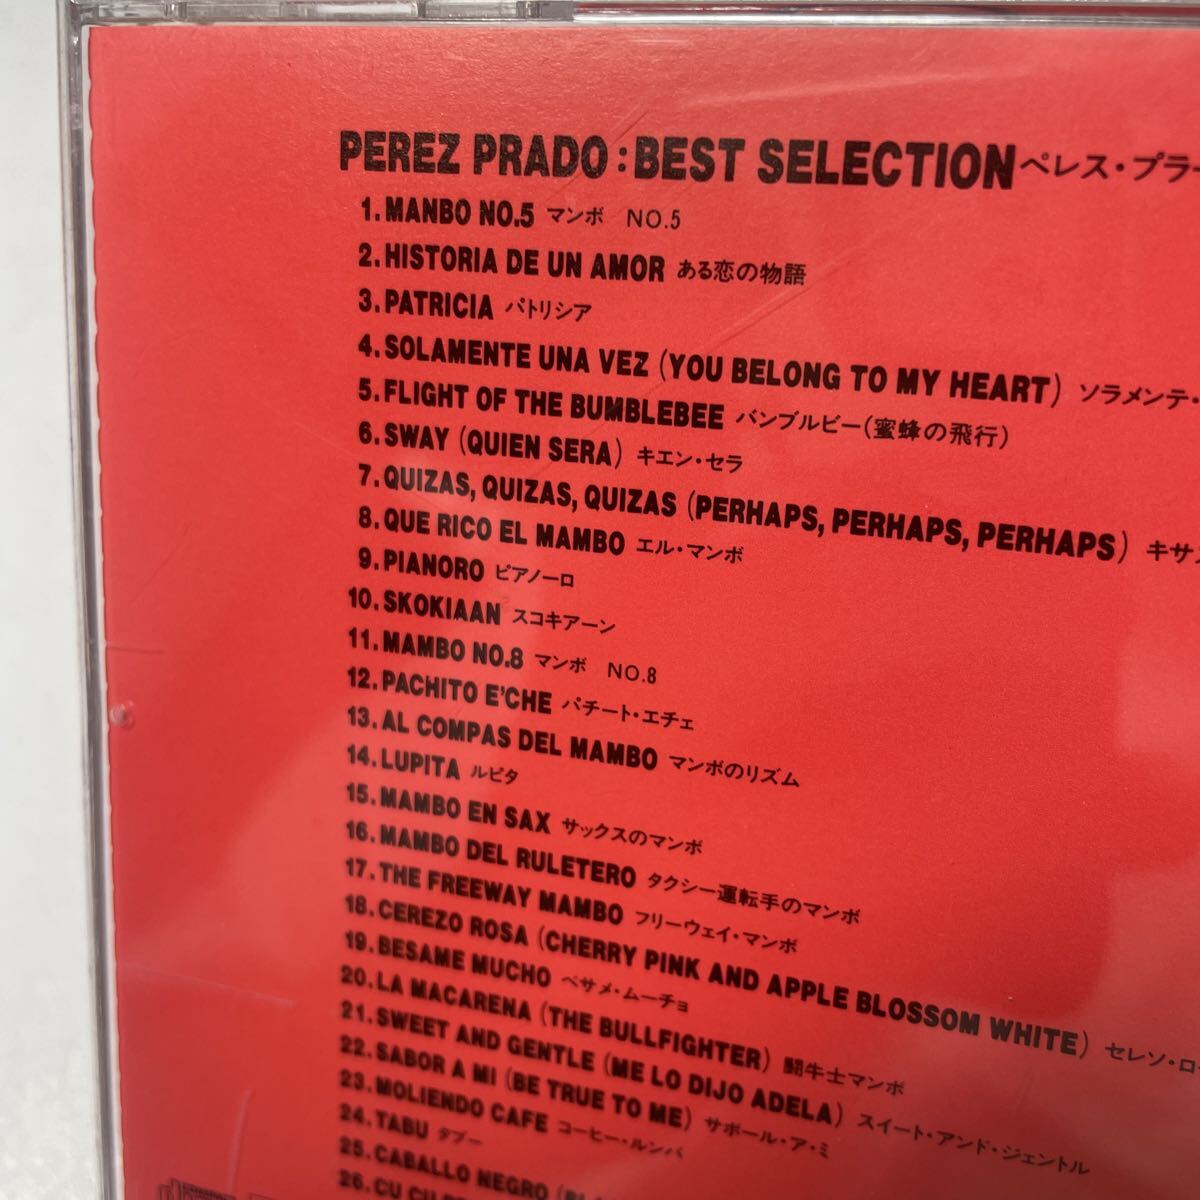 PEREZ PRADO : BEST SELECTION ペレス・プラー
1. MANBO NO.5 マンボ NO.5
2. HISTORIA DE UN AMOR ある恋の物語
3. PATRICIA パトリシア
4. SOLAMENTE UNA VEZ (YOU BELONG TO MY HEART) ソラメンテ・
5. FLIGHT OF THE BUMBLEBEE バンブルビー(蜜蜂の飛行)
6. SWAY (QUIEN SERA) キエン・セラ
7. QUIZAS, QUIZAS, QUIZAS (PERHAPS, PERHAPS, PERHAPS) キサ
8. QUE RICO EL MAMBO エル・マンボ
9. PIANORO ピアノーロ
10. SKOKIAAN スコキアーン
11. MAMBO NO.8 マンボ NO.8
12. PACHITO E'CHE パチート・エチェ
13. AL COMPAS DEL MAMBO マンボのリズム
14. LUPITA ルピタ
15. MAMBO EN SAX サックスのマンボ
16. MAMBO DEL RULETERO タクシー運転手のマンボ
17. THE FREEWAY MAMBO フリーウェイ・マンボ
18. CEREZO ROSA (CHERRY PINK AND APPLE BLOSSOM WHITE) セレソ・ロ
19. BESAME MUCHO ベサメ・ムーチョ
20. LA MACARENA (THE BULLFIGHTER) 闘牛士マンボ
21. SWEET AND GENTLE (ME LO DIJO ADELA) スイート・アンド・ジェントル
22. SABOR A MI (BE TRUE TO ME) サボール・ア・ミ
23. MOLIENDO CAFE コーヒー・ルンバ
24. TABU タブー
25. CABALLO NEGRO
26. CU CU